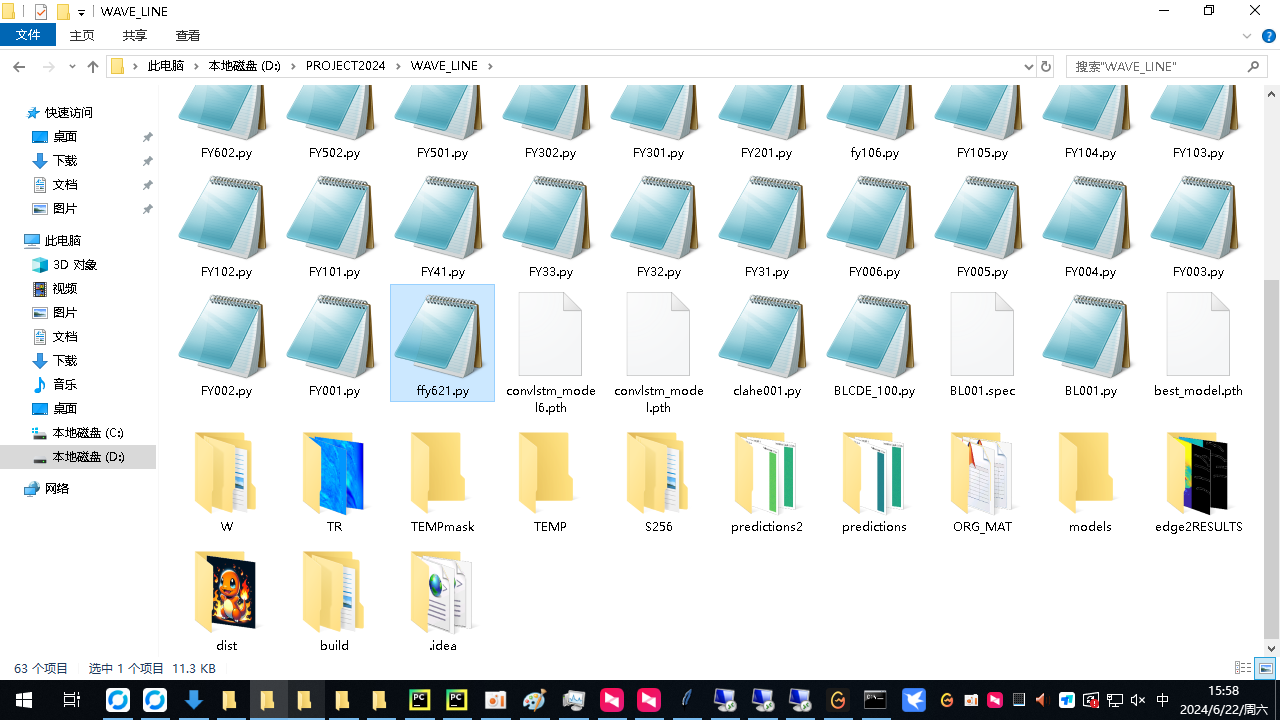 WAVE_LINE
文件 主页 共享 查看
此电脑 本地磁盘 (D:) PROJECT2024 WAVE_LINE 搜索"WAVE_LINE"
快速访问
桌面
下载
文档
图片
此电脑
3D 对象
视频
图片
文档
下载
音乐
桌面
本地磁盘 (C:)
本地磁盘 (D:)
网络
FY602.py FY502.py FY501.py FY302.py FY301.py FY201.py fy106.py FY105.py FY104.py FY103.py
FY102.py FY101.py FY41.py FY33.py FY32.py FY31.py FY006.py FY005.py FY004.py FY003.py
FY002.py FY001.py ffy621.py convlstm_model6.pth convlstm_model.pth clahe001.py BLCDE_100.py BL001.spec BL001.py best_model.pth
W TR TEMPmask TEMP S256 predictions2 predictions ORG_MAT models edge2RESULTS
dist build .idea
63 个项目 选中 1 个项目 11.3 KB
PC PC 中 15:58
2024/6/22/周六